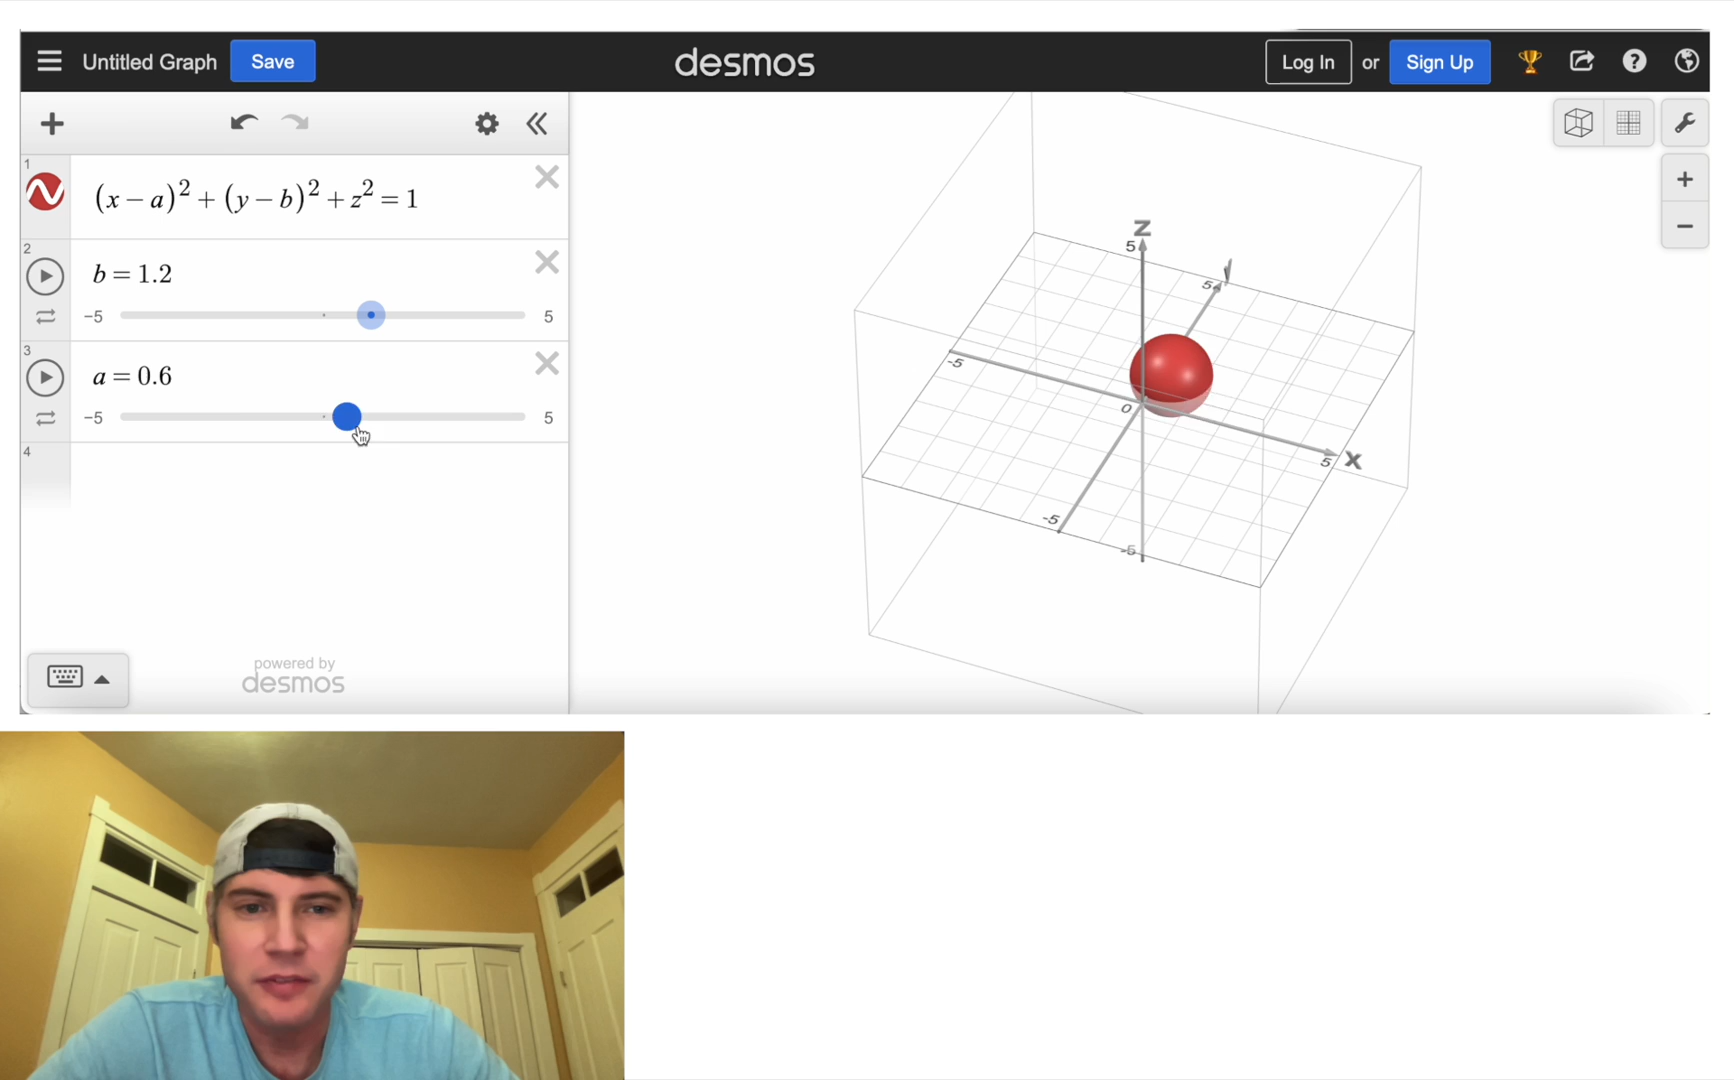 Untitled Graph Save desmos Log In or Sign Up ?
1
(x − a)² + (y − b)² + z² = 1
2
b = 1.2
-5 5
3
a = 0.6
-5 5
4
powered by
desmos
z
5
y
5
-5
0
5 x
-5
-5